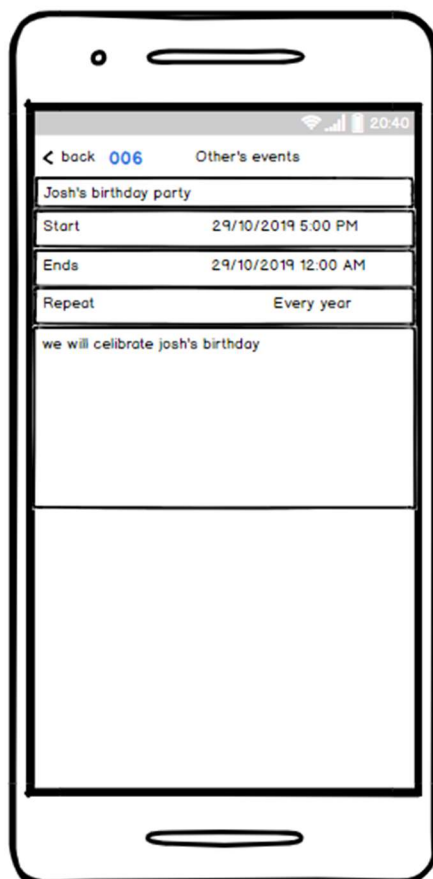 20:40
back 006 Other's events
Josh's birthday party
Start 29/10/2019 5:00 PM
Ends 29/10/2019 12:00 AM
Repeat Every year
we will celibrate josh's birthday